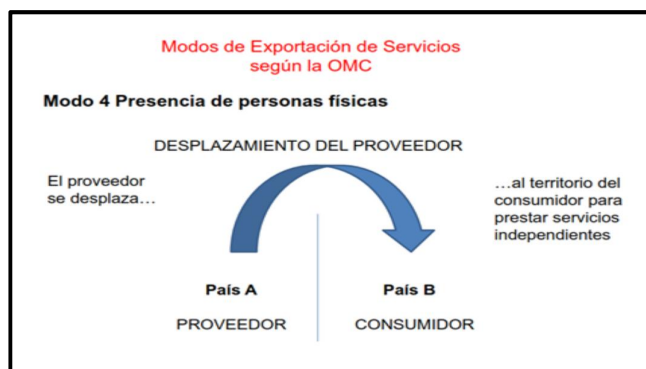 Modos de Exportación de Servicios
según la OMC
Modo 4 Presencia de personas físicas
DESPLAZAMIENTO DEL PROVEEDOR
El proveedor
se desplaza…
…al territorio del
consumidor para
prestar servicios
independientes
País A
País B
PROVEEDOR
CONSUMIDOR